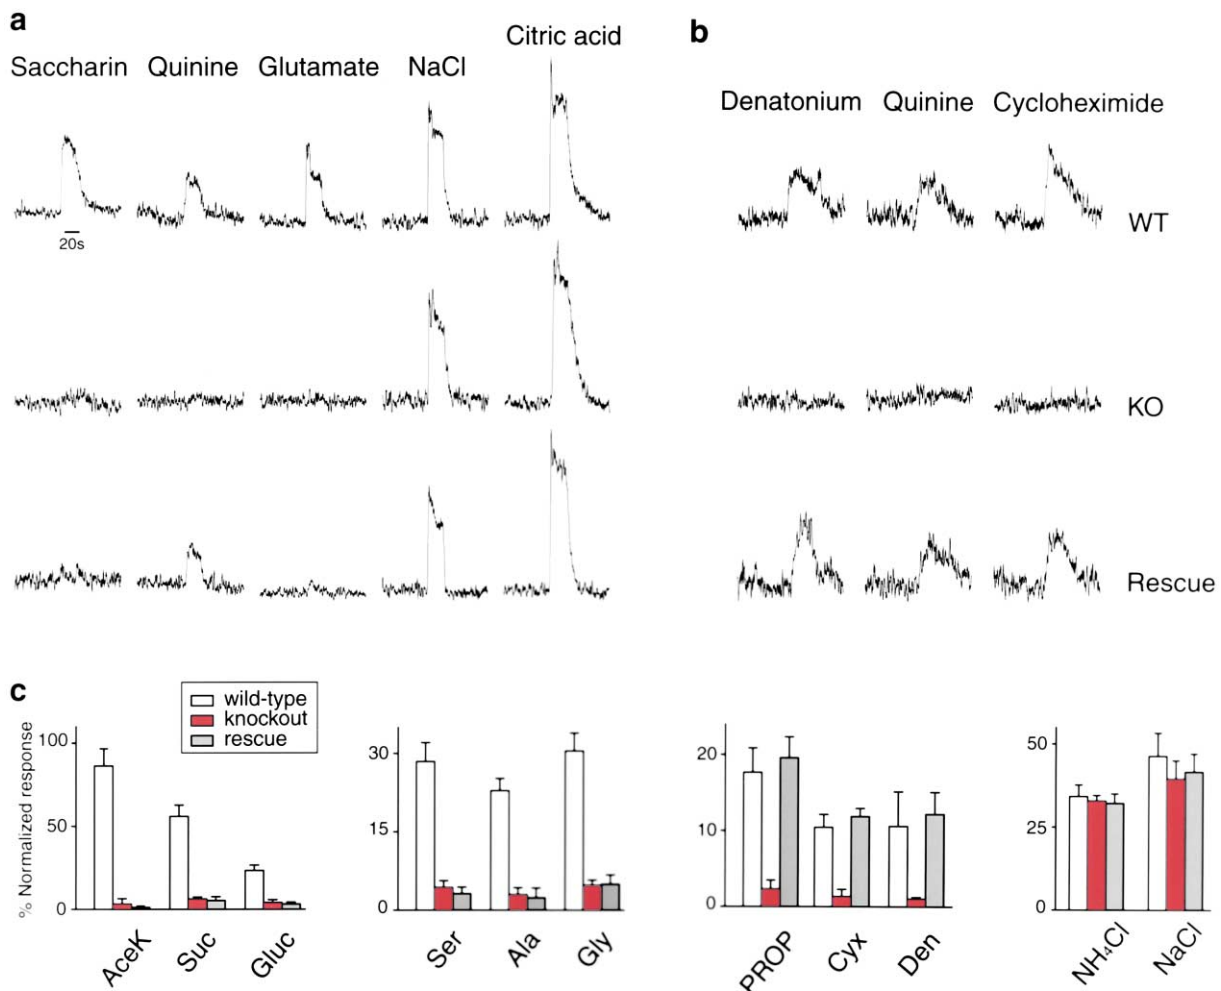 a
Saccharin Quinine Glutamate NaCl Citric acid
20s
b
Denatonium Quinine Cycloheximide
WT
KO
Rescue
c
wild-type
knockout
rescue
% Normalized response
100
50
0
AceK Suc Gluc
30
15
0
Ser Ala Gly
20
10
0
PROP Cyx Den
50
25
0
NH₄Cl NaCl